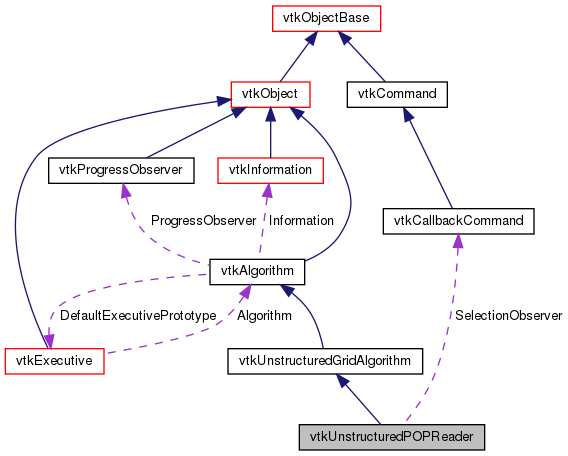 vtkObjectBase
vtkObject
vtkCommand
vtkProgressObserver
vtkInformation
vtkCallbackCommand
ProgressObserver
Information
vtkAlgorithm
DefaultExecutivePrototype
Algorithm
SelectionObserver
vtkExecutive
vtkUnstructuredGridAlgorithm
vtkUnstructuredPOPReader